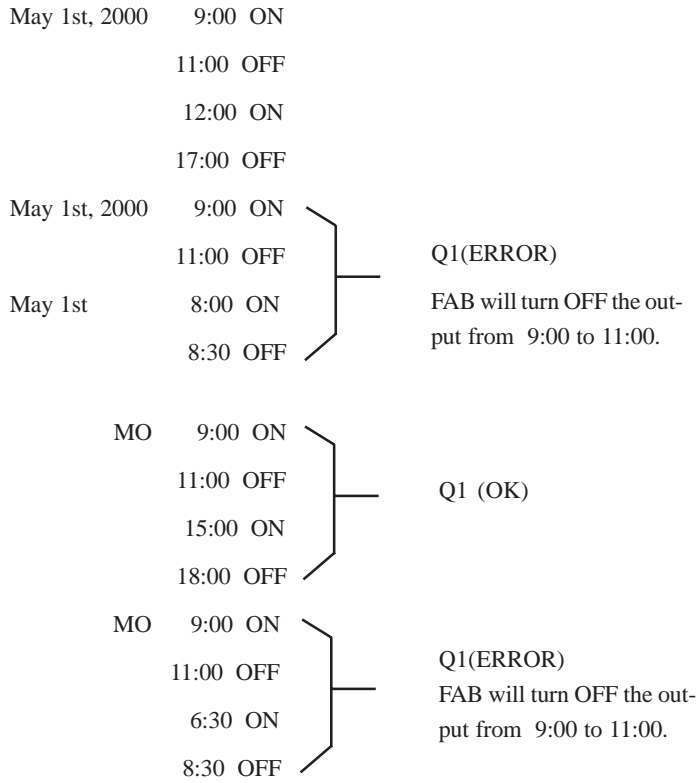 May 1st, 2000 9:00 ON
11:00 OFF
12:00 ON
17:00 OFF
May 1st, 2000 9:00 ON
11:00 OFF
May 1st 8:00 ON
8:30 OFF
Q1(ERROR)
FAB will turn OFF the out-
put from 9:00 to 11:00.
MO 9:00 ON
11:00 OFF
15:00 ON
18:00 OFF
Q1 (OK)
MO 9:00 ON
11:00 OFF
6:30 ON
8:30 OFF
Q1(ERROR)
FAB will turn OFF the out-
put from 9:00 to 11:00.